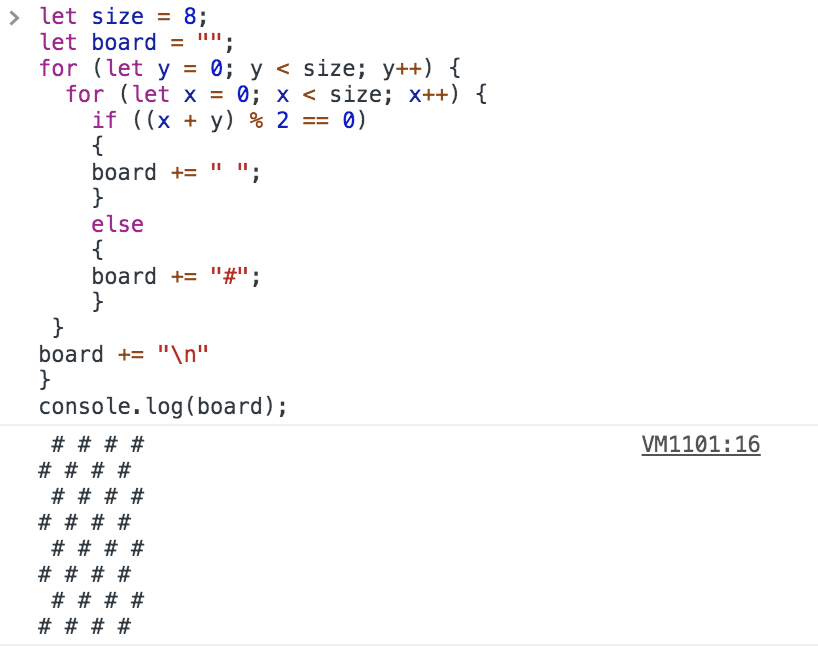 > let size = 8;
let board = "";
for (let y = 0; y < size; y++) {
  for (let x = 0; x < size; x++) {
    if ((x + y) % 2 == 0)
    {
    board += " ";
    }
    else
    {
    board += "#";
    }
 }
board += "\n"
}
console.log(board);
 # # # # VM1101:16
# # # #
 # # # #
# # # #
 # # # #
# # # #
 # # # #
# # # #